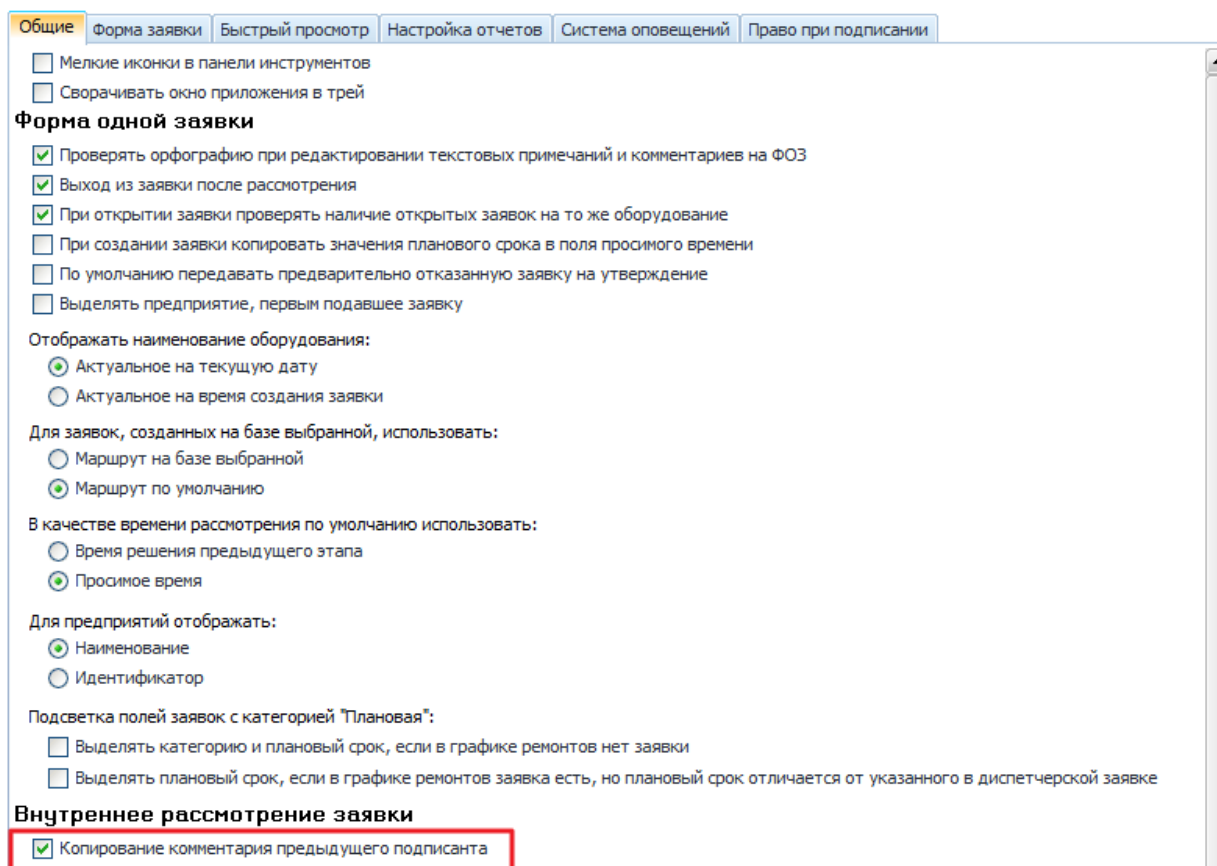 Общие Форма заявки Быстрый просмотр Настройка отчетов Система оповещений Право при подписании
Мелкие иконки в панели инструментов
Сворачивать окно приложения в трей
Форма одной заявки
Проверять орфографию при редактировании текстовых примечаний и комментариев на ФОЗ
Выход из заявки после рассмотрения
При открытии заявки проверять наличие открытых заявок на то же оборудование
При создании заявки копировать значения планового срока в поля просимого времени
По умолчанию передавать предварительно отказанную заявку на утверждение
Выделять предприятие, первым подавшее заявку
Отображать наименование оборудования:
Актуальное на текущую дату
Актуальное на время создания заявки
Для заявок, созданных на базе выбранной, использовать:
Маршрут на базе выбранной
Маршрут по умолчанию
В качестве времени рассмотрения по умолчанию использовать:
Время решения предыдущего этапа
Просимое время
Для предприятий отображать:
Наименование
Идентификатор
Подсветка полей заявок с категорией "Плановая":
Выделять категорию и плановый срок, если в графике ремонтов нет заявки
Выделять плановый срок, если в графике ремонтов заявка есть, но плановый срок отличается от указанного в диспетчерской заявке
Внутреннее рассмотрение заявки
Копирование комментария предыдущего подписанта